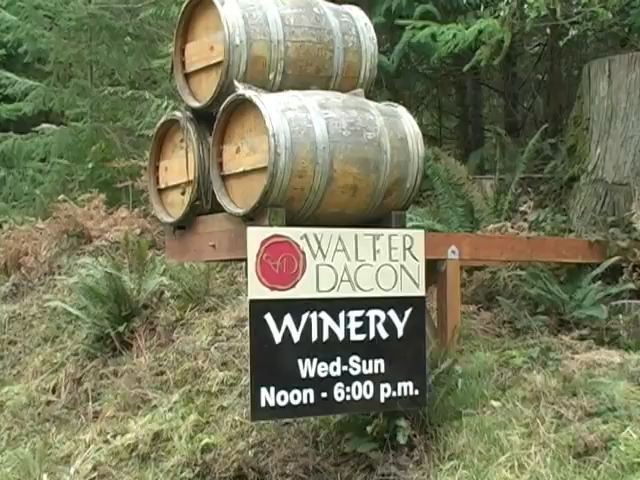 WALTER
DACON
WINERY
Wed-Sun
Noon - 6:00 p.m.